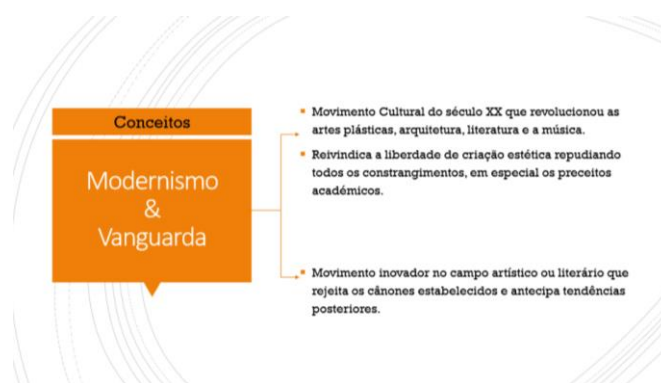 Conceitos
Modernismo
&
Vanguarda
▪ Movimento Cultural do século XX que revolucionou as
artes plásticas, arquitetura, literatura e a música.
▪ Reivindica a liberdade de criação estética repudiando
todos os constrangimentos, em especial os preceitos
académicos.
▪ Movimento inovador no campo artístico ou literário que
rejeita os cânones estabelecidos e antecipa tendências
posteriores.